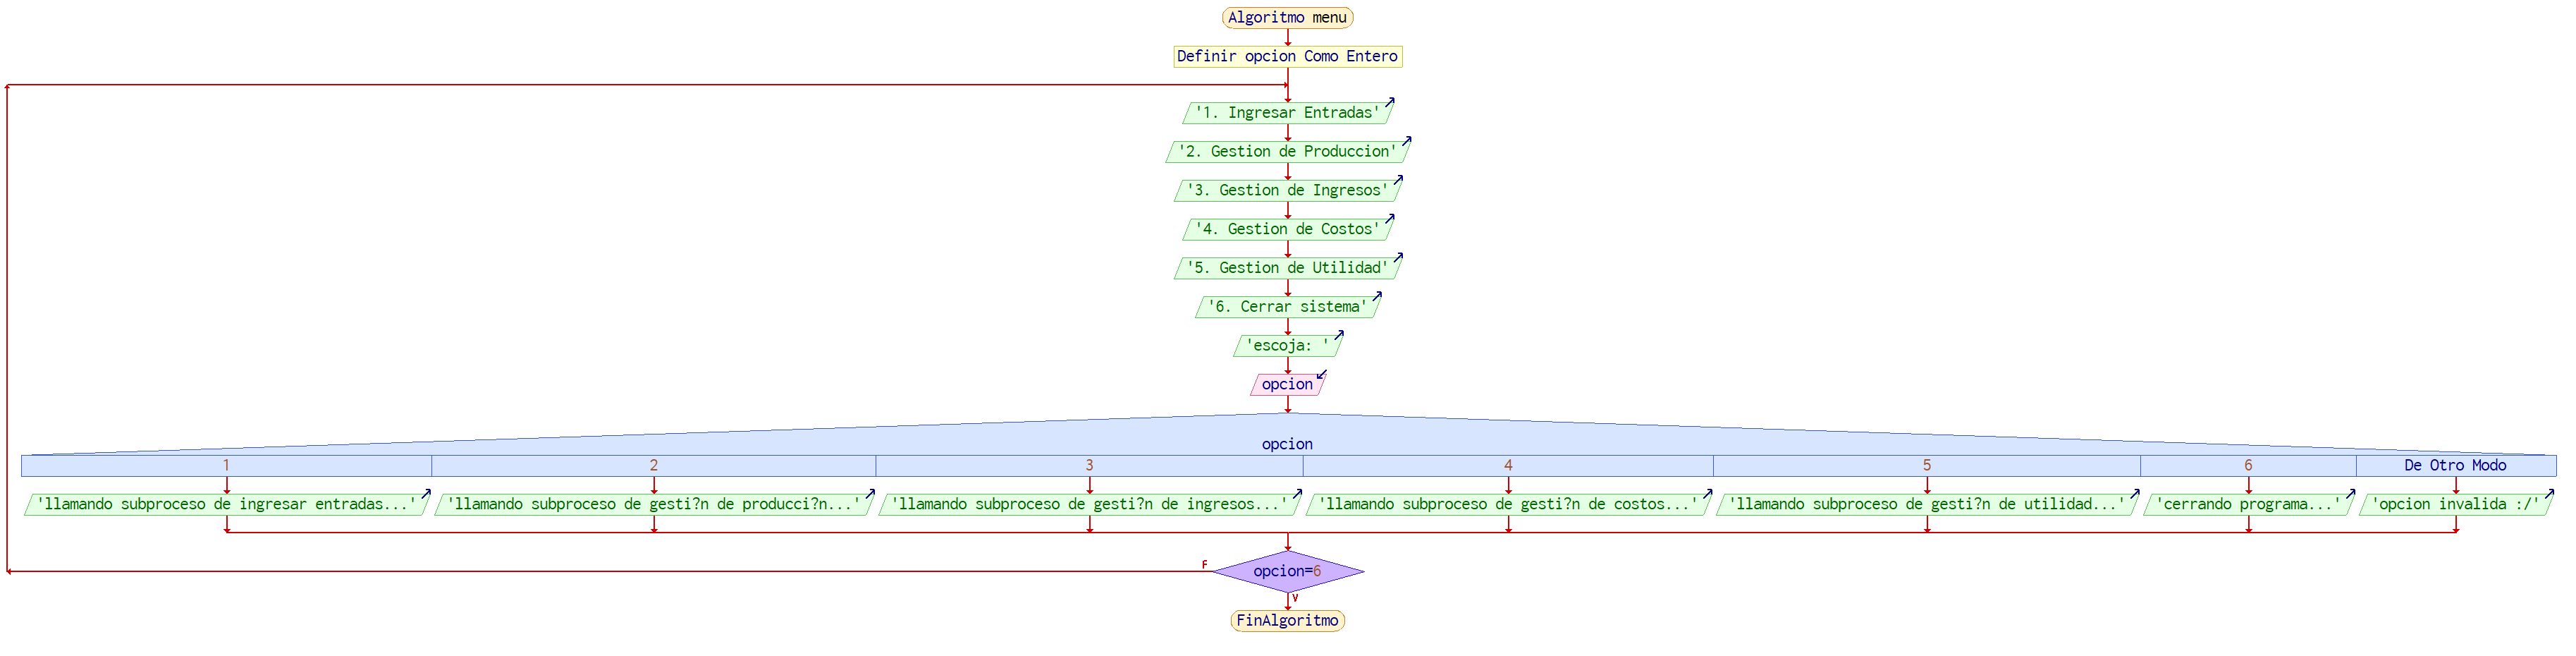 Algoritmo menu
Definir opcion Como Entero
'1. Ingresar Entradas'
'2. Gestion de Produccion'
'3. Gestion de Ingresos'
'4. Gestion de Costos'
'5. Gestion de Utilidad'
'6. Cerrar sistema'
'escoja: '
opcion
opcion
1 2 3 4 5 6 De Otro Modo
'llamando subproceso de ingresar entradas...' 'llamando subproceso de gesti?n de producci?n...' 'llamando subproceso de gesti?n de ingresos...' 'llamando subproceso de gesti?n de costos...' 'llamando subproceso de gesti?n de utilidad...' 'cerrando programa...' 'opcion invalida :/'
F
opcion=6
V
FinAlgoritmo